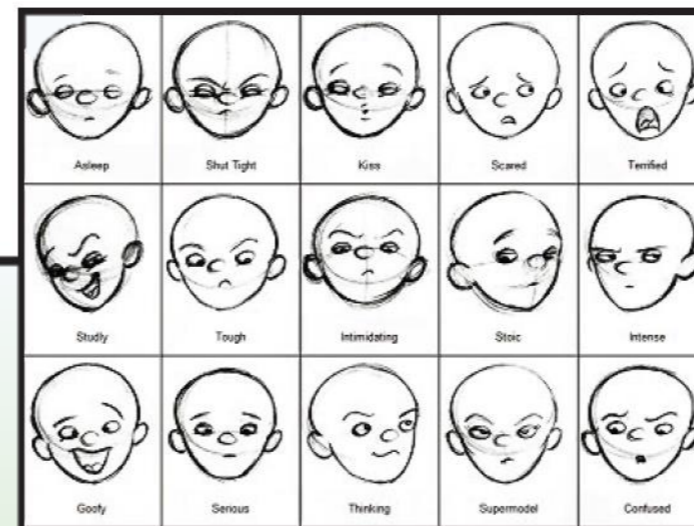 Asleep
Shut Tight
Kiss
Scared
Terrified
Studly
Tough
Intimidating
Stoic
Intense
Goofy
Serious
Thinking
Supermodel
Confused